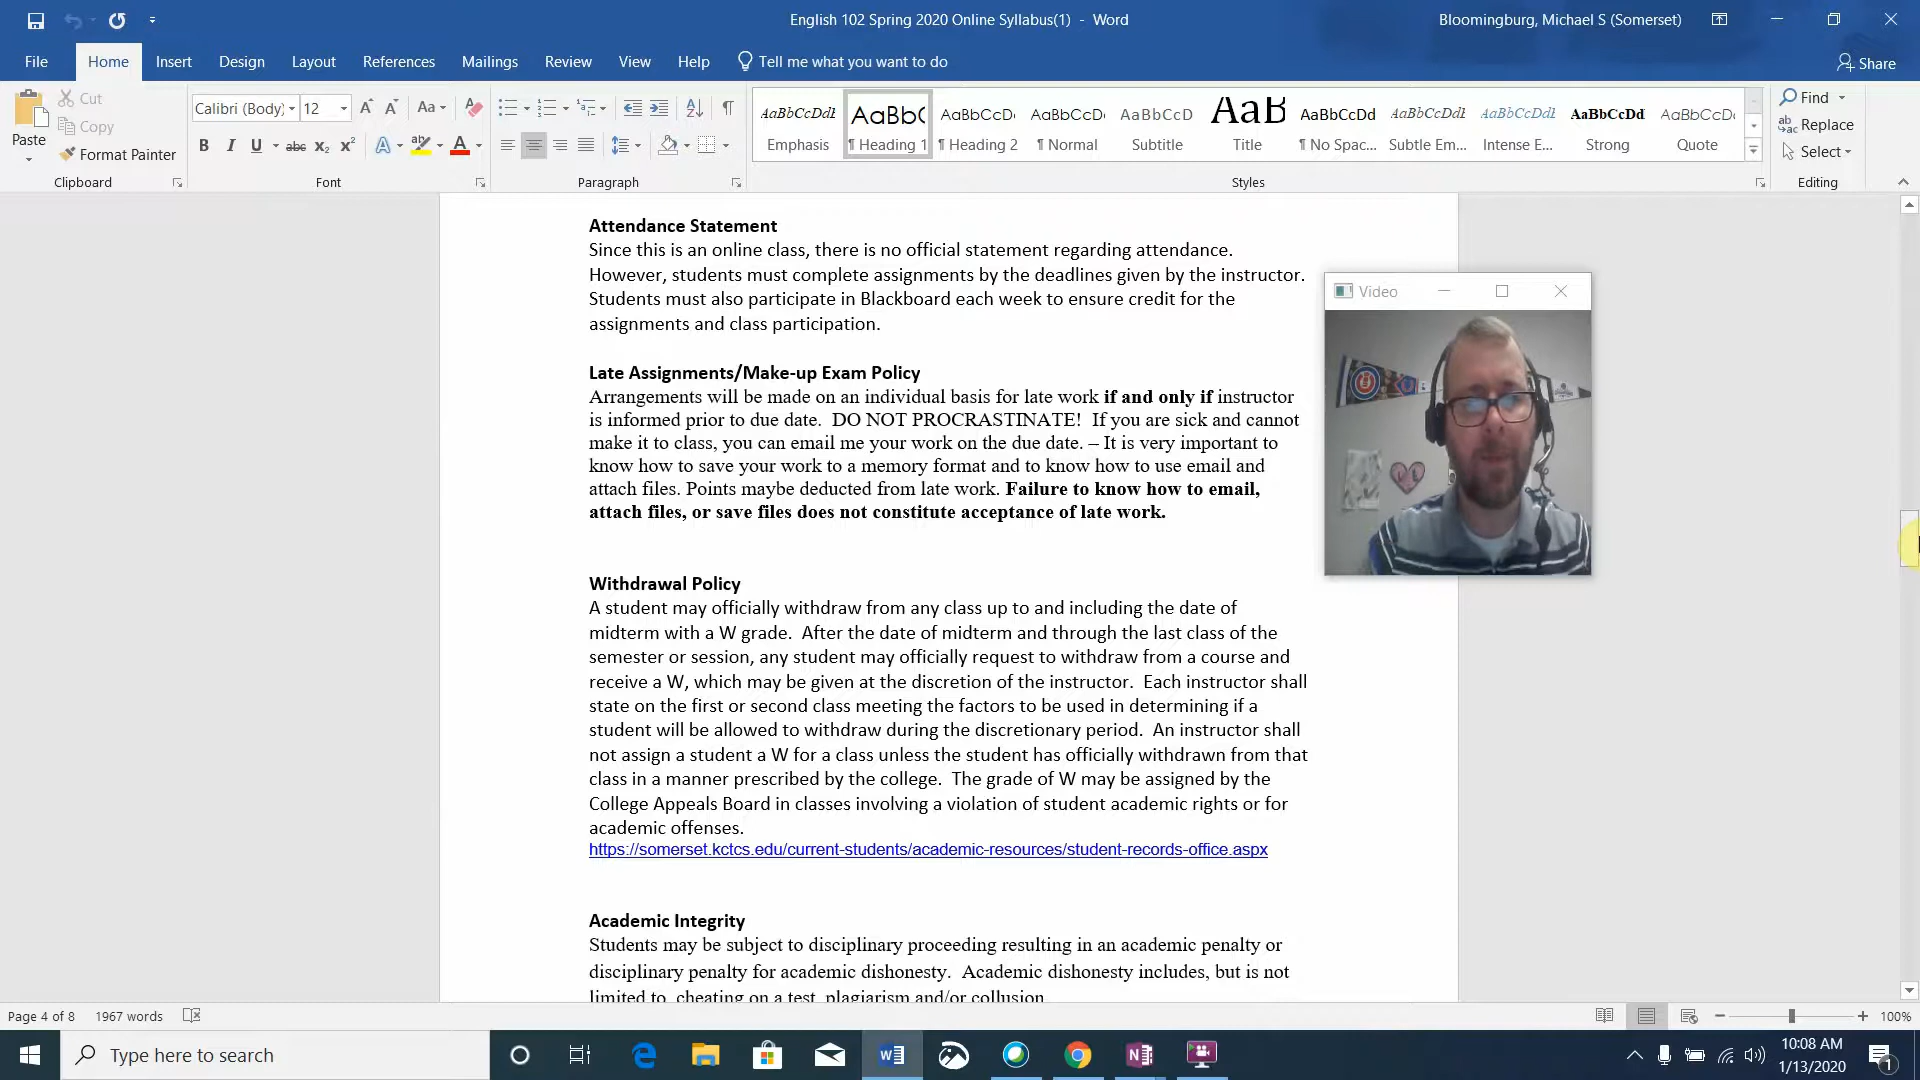 English 102 Spring 2020 Online Syllabus(1) - Word
Bloomingburg, Michael S (Somerset)
File
Home
Insert
Design
Layout
References
Mailings
Review
View
Help
Tell me what you want to do
Share
Paste
Cut
Copy
Format Painter
Clipboard
Calibri (Body)
12
Aa
B I U abc X₂ X²
Font
Paragraph
AaBbCcDdI
Emphasis
AaBbC
¶ Heading 1
AaBbCcD
¶ Heading 2
AaBbCcD
¶ Normal
AaBbCcD
Subtitle
AaB
Title
AaBbCcDd
¶ No Spac...
AaBbCcDdI
Subtle Em...
AaBbCcDdI
Intense E...
AaBbCcDd
Strong
AaBbCcD
Quote
Styles
Find
Replace
Select
Editing
Attendance Statement
Since this is an online class, there is no official statement regarding attendance.
However, students must complete assignments by the deadlines given by the instructor.
Students must also participate in Blackboard each week to ensure credit for the
assignments and class participation.
Late Assignments/Make-up Exam Policy
Arrangements will be made on an individual basis for late work if and only if instructor
is informed prior to due date.  DO NOT PROCRASTINATE!  If you are sick and cannot
make it to class, you can email me your work on the due date. – It is very important to
know how to save your work to a memory format and to know how to use email and
attach files. Points maybe deducted from late work. Failure to know how to email,
attach files, or save files does not constitute acceptance of late work.
Withdrawal Policy
A student may officially withdraw from any class up to and including the date of
midterm with a W grade.  After the date of midterm and through the last class of the
semester or session, any student may officially request to withdraw from a course and
receive a W, which may be given at the discretion of the instructor.  Each instructor shall
state on the first or second class meeting the factors to be used in determining if a
student will be allowed to withdraw during the discretionary period.  An instructor shall
not assign a student a W for a class unless the student has officially withdrawn from that
class in a manner prescribed by the college.  The grade of W may be assigned by the
College Appeals Board in classes involving a violation of student academic rights or for
academic offenses.
https://somerset.kctcs.edu/current-students/academic-resources/student-records-office.aspx
Academic Integrity
Students may be subject to disciplinary proceeding resulting in an academic penalty or
disciplinary penalty for academic dishonesty.  Academic dishonesty includes, but is not
limited to, cheating on a test, plagiarism and/or collusion.
Video
Page 4 of 8
1967 words
100%
Type here to search
10:08 AM
1/13/2020
1